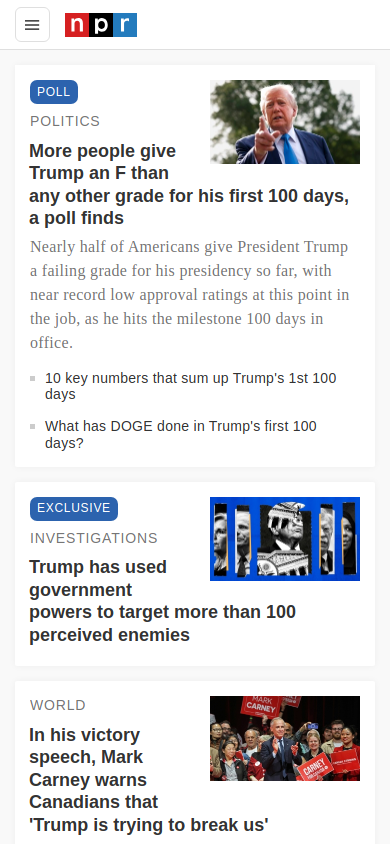 npr
POLL
POLITICS
More people give
Trump an F than
any other grade for his first 100 days,
a poll finds
Nearly half of Americans give President Trump
a failing grade for his presidency so far, with
near record low approval ratings at this point in
the job, as he hits the milestone 100 days in
office.
10 key numbers that sum up Trump's 1st 100
days
What has DOGE done in Trump's first 100
days?
EXCLUSIVE
INVESTIGATIONS
Trump has used
government
powers to target more than 100
perceived enemies
WORLD
In his victory
speech, Mark
Carney warns
Canadians that
'Trump is trying to break us'
MARK
CARNEY
CARNEY